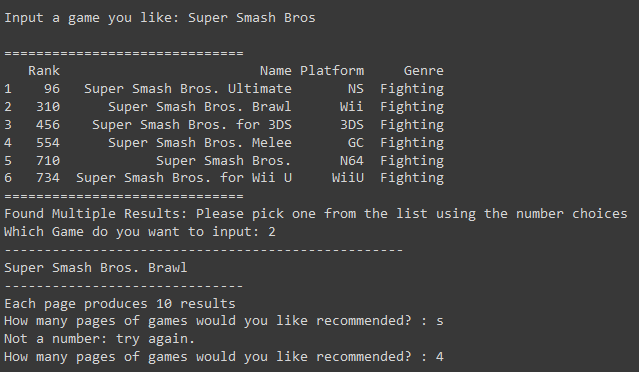 Input a game you like: Super Smash Bros
==============================
Rank Name Platform Genre
1 96 Super Smash Bros. Ultimate NS Fighting
2 310 Super Smash Bros. Brawl Wii Fighting
3 456 Super Smash Bros. for 3DS 3DS Fighting
4 554 Super Smash Bros. Melee GC Fighting
5 710 Super Smash Bros. N64 Fighting
6 734 Super Smash Bros. for Wii U WiiU Fighting
==============================
Found Multiple Results: Please pick one from the list using the number choices
Which Game do you want to input: 2
--------------------------------------------------
Super Smash Bros. Brawl
------------------------------
Each page produces 10 results
How many pages of games would you like recommended? : s
Not a number: try again.
How many pages of games would you like recommended? : 4